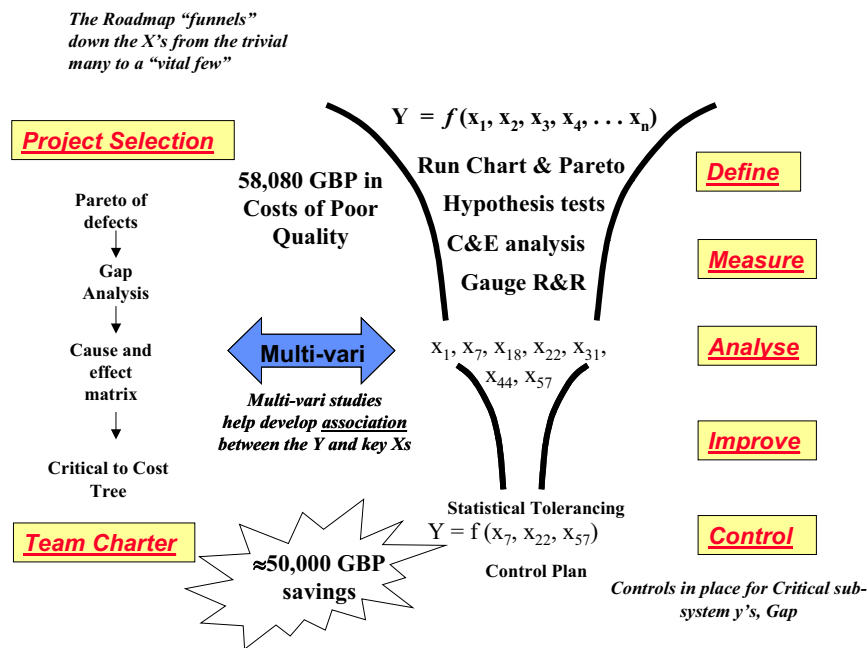 The Roadmap “funnels”
down the X’s from the trivial
many to a “vital few”
Project Selection
Pareto of
defects
Gap
Analysis
Cause and
effect
matrix
Critical to Cost
Tree
Team Charter
58,080 GBP in
Costs of Poor
Quality
Multi-vari
Multi-vari studies
help develop association
between the Y and key Xs
≈50,000 GBP
savings
Y = f (x₁, x₂, x₃, x₄, . . . xₙ)
Run Chart & Pareto
Hypothesis tests
C&E analysis
Gauge R&R
x₁, x₇, x₁₈, x₂₂, x₃₁,
x₄₄, x₅₇
Statistical Tolerancing
Y = f (x₇, x₂₂, x₅₇)
Control Plan
Define
Measure
Analyse
Improve
Control
Controls in place for Critical sub-
system y’s, Gap